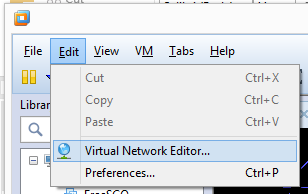 File Edit View VM Tabs Help
Cut Ctrl+X
Copy Ctrl+C
Paste Ctrl+V
Librar
Virtual Network Editor...
Preferences... Ctrl+P